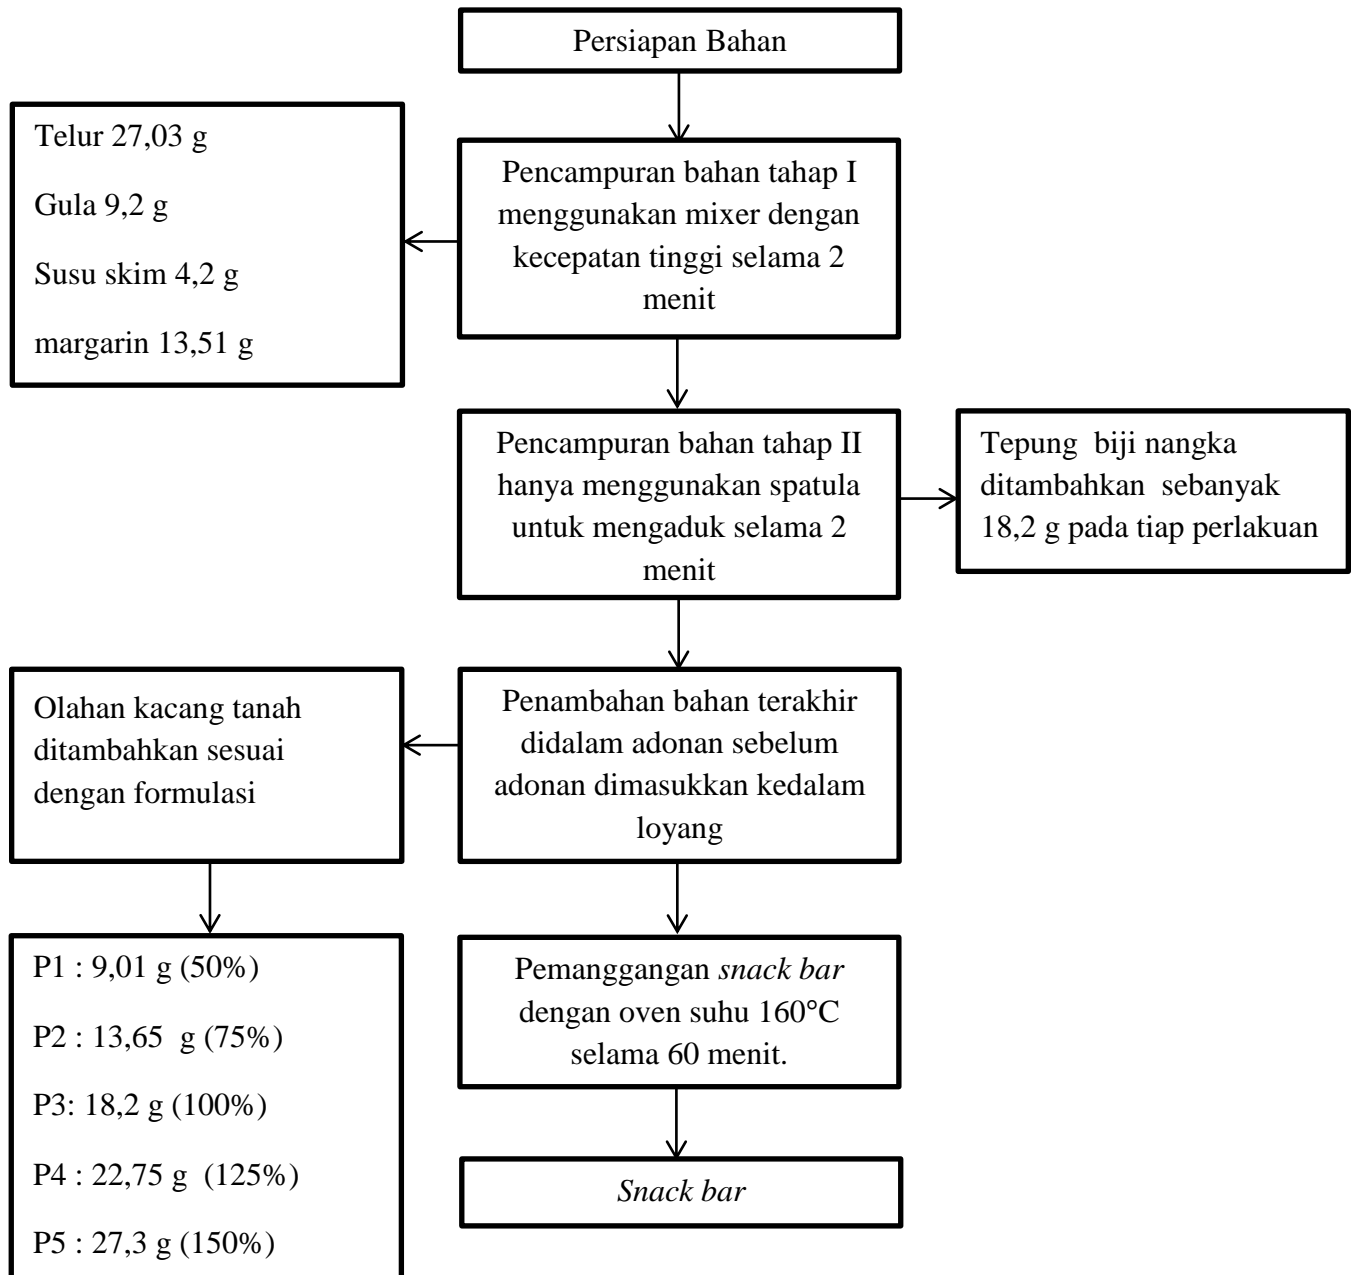 Persiapan Bahan
Telur 27,03 g
Gula 9,2 g
Susu skim 4,2 g
margarin 13,51 g
Pencampuran bahan tahap I
menggunakan mixer dengan
kecepatan tinggi selama 2
menit
Pencampuran bahan tahap II
hanya menggunakan spatula
untuk mengaduk selama 2
menit
Tepung biji nangka
ditambahkan sebanyak
18,2 g pada tiap perlakuan
Olahan kacang tanah
ditambahkan sesuai
dengan formulasi
Penambahan bahan terakhir
didalam adonan sebelum
adonan dimasukkan kedalam
loyang
P1 : 9,01 g (50%)
P2 : 13,65 g (75%)
P3: 18,2 g (100%)
P4 : 22,75 g (125%)
P5 : 27,3 g (150%)
Pemanggangan snack bar
dengan oven suhu 160°C
selama 60 menit.
Snack bar